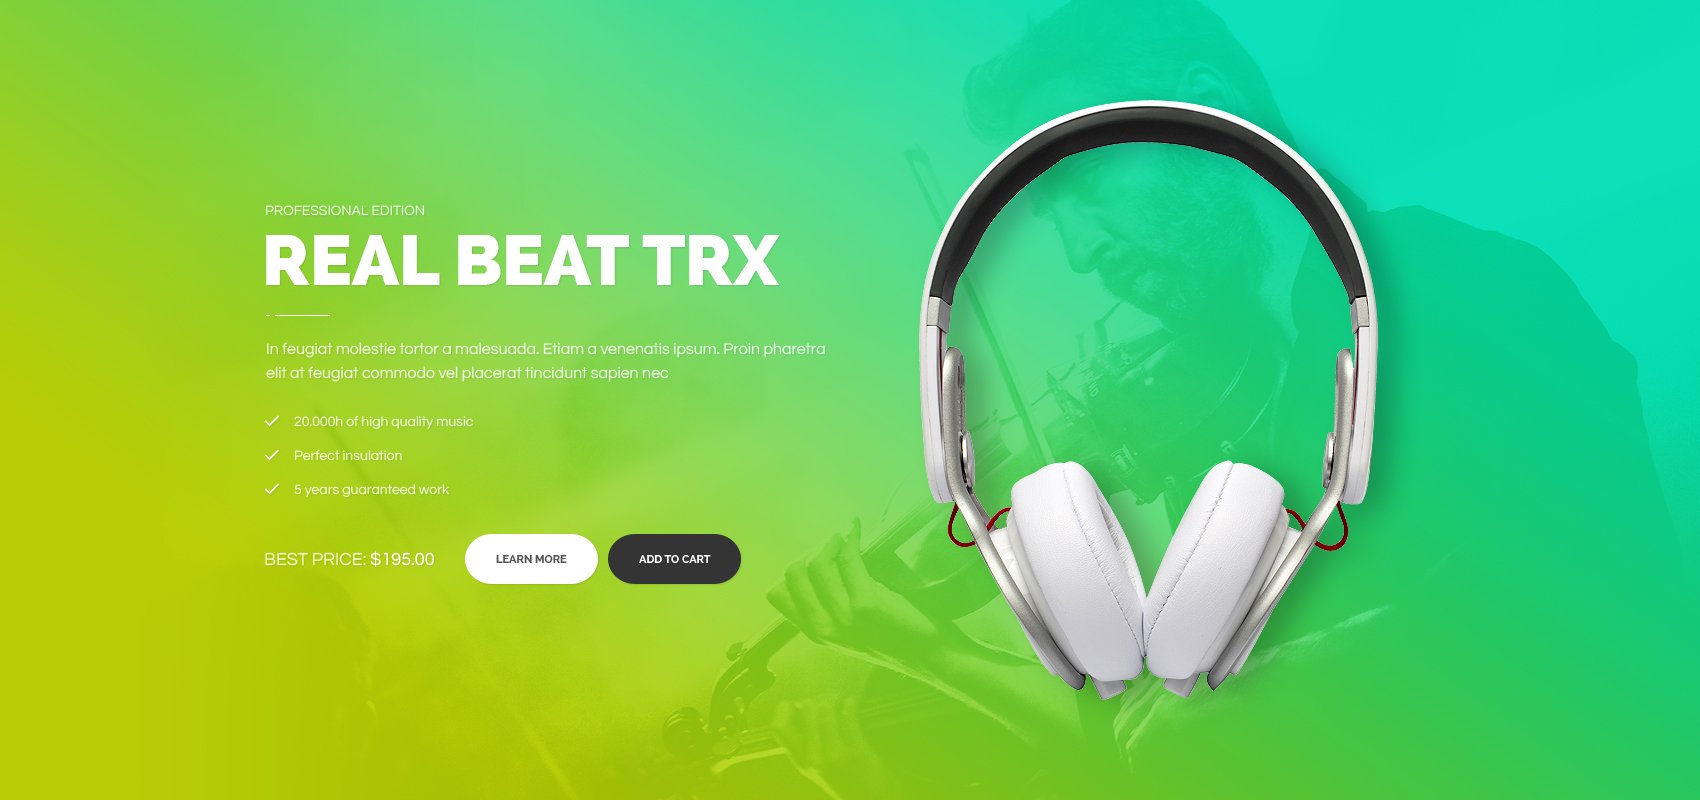 PROFESSIONAL EDITION
REAL BEAT TRX
In feugiat molestie tortor a malesuada. Etiam a venenatis ipsum. Proin pharetra
elit at feugiat commodo vel placerat tincidunt sapien nec
20,000h of high quality music
Perfect insulation
5 years guaranteed work
BEST PRICE: $195.00 LEARN MORE ADD TO CART